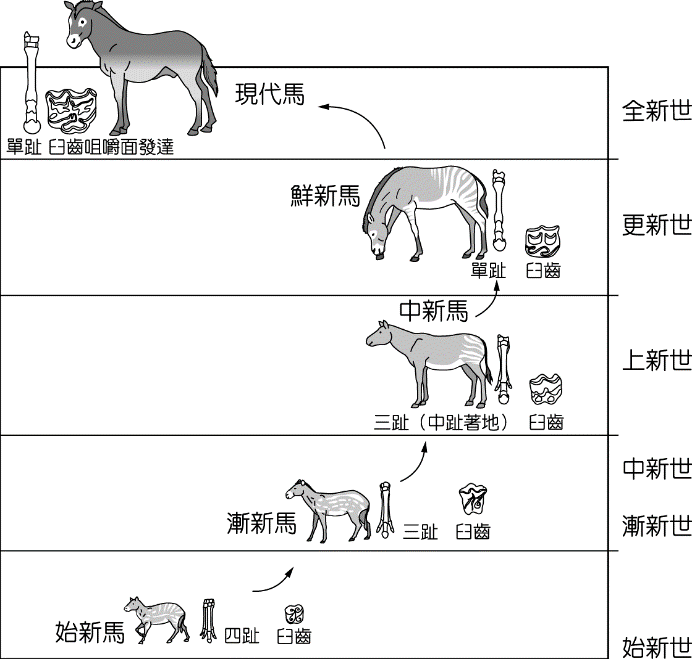 現代馬
全新世
單趾 臼齒咀嚼面發達
鮮新馬
更新世
單趾 臼齒
中新馬
上新世
三趾（中趾著地） 臼齒
中新世
漸新馬
三趾 臼齒
漸新世
始新馬
四趾 臼齒
始新世